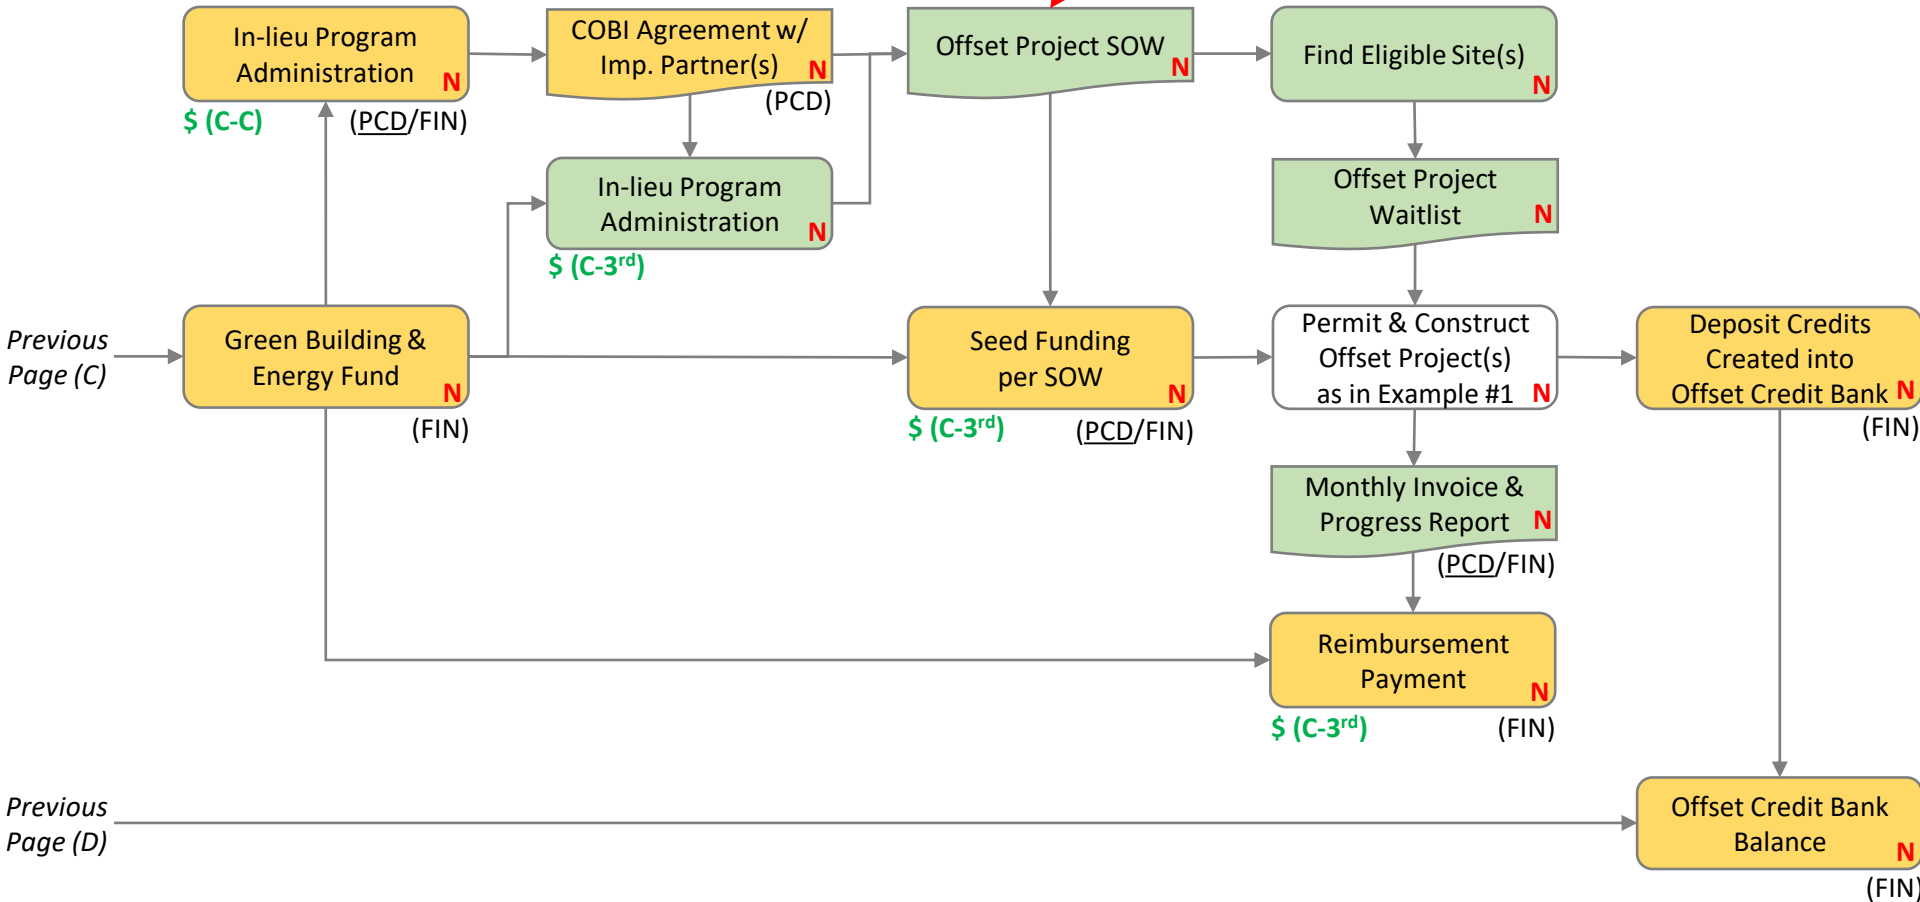 In-lieu Program
Administration
N
$ (C-C)
(PCD/FIN)
COBI Agreement w/
Imp. Partner(s)
N
(PCD)
Offset Project SOW
N
Find Eligible Site(s)
N
In-lieu Program
Administration
N
$ (C-3rd)
Offset Project
Waitlist
N
Previous
Page (C)
Green Building &
Energy Fund
N
(FIN)
Seed Funding
per SOW
N
$ (C-3rd)
(PCD/FIN)
Permit & Construct
Offset Project(s)
as in Example #1
N
Deposit Credits
Created into
Offset Credit Bank
N
(FIN)
Monthly Invoice &
Progress Report
N
(PCD/FIN)
Reimbursement
Payment
N
$ (C-3rd)
(FIN)
Previous
Page (D)
Offset Credit Bank
Balance
N
(FIN)